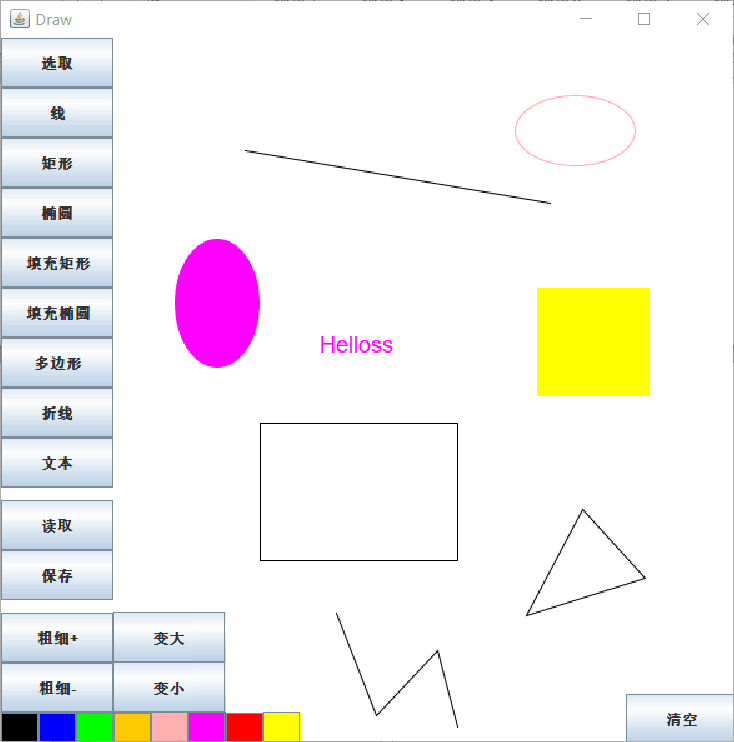 Draw
选取
线
矩形
椭圆
填充矩形
填充椭圆
多边形
折线
文本
读取
保存
粗细+
变大
粗细-
变小
Helloss
清空